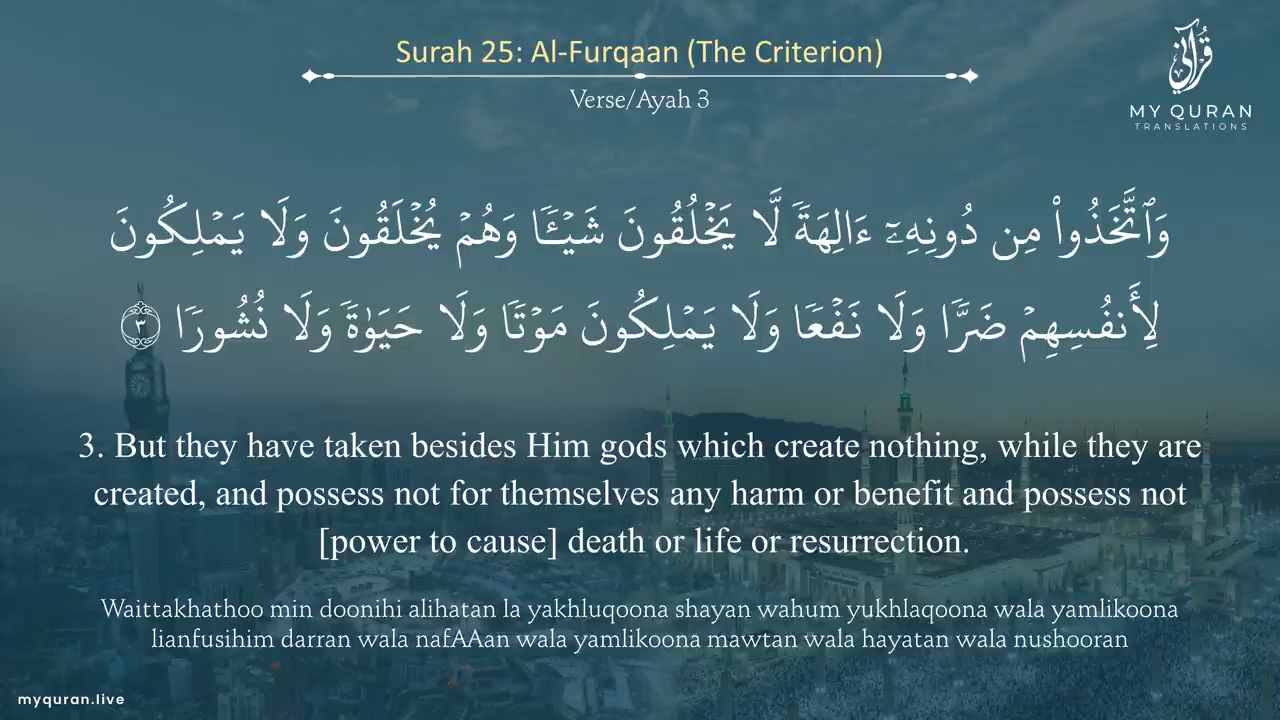 Surah 25: Al-Furqaan (The Criterion)
Verse/Ayah 3
قُرْآنِي
MY QURAN
TRANSLATIONS
وَٱتَّخَذُوا۟ مِن دُونِهِۦٓ ءَالِهَةًۭ لَّا يَخْلُقُونَ شَيْـًۭٔا وَهُمْ يُخْلَقُونَ وَلَا يَمْلِكُونَ
لِأَنفُسِهِمْ ضَرًّۭا وَلَا نَفْعًۭا وَلَا يَمْلِكُونَ مَوْتًۭا وَلَا حَيَوٰةًۭ وَلَا نُشُورًۭا ٣
3. But they have taken besides Him gods which create nothing, while they are
created, and possess not for themselves any harm or benefit and possess not
[power to cause] death or life or resurrection.
Waittakhathoo min doonihi alihatan la yakhluqoona shayan wahum yukhlaqoona wala yamlikoona
lianfusihim darran wala nafAAan wala yamlikoona mawtan wala hayatan wala nushooran
myquran.live